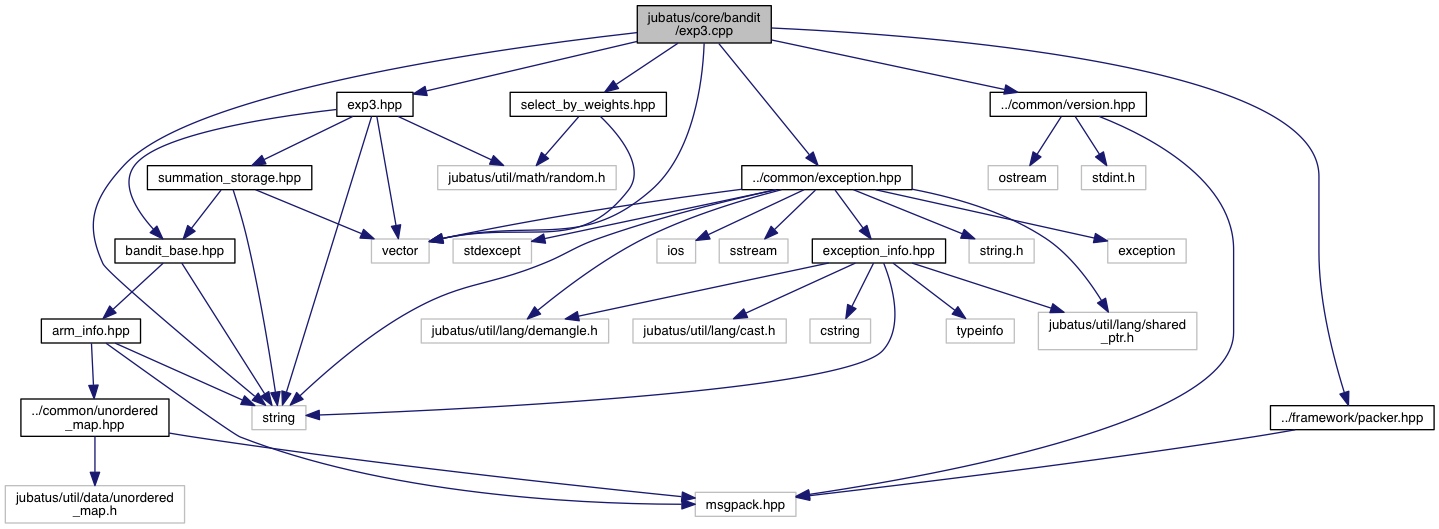 jubatus/core/bandit
/exp3.cpp
exp3.hpp
select_by_weights.hpp
../common/version.hpp
summation_storage.hpp
jubatus/util/math/random.h
../common/exception.hpp
ostream
stdint.h
bandit_base.hpp
vector
stdexcept
ios
sstream
exception_info.hpp
string.h
exception
arm_info.hpp
jubatus/util/lang/demangle.h
jubatus/util/lang/cast.h
cstring
typeinfo
jubatus/util/lang/shared
_ptr.h
../common/unordered
_map.hpp
string
../framework/packer.hpp
jubatus/util/data/unordered
_map.h
msgpack.hpp